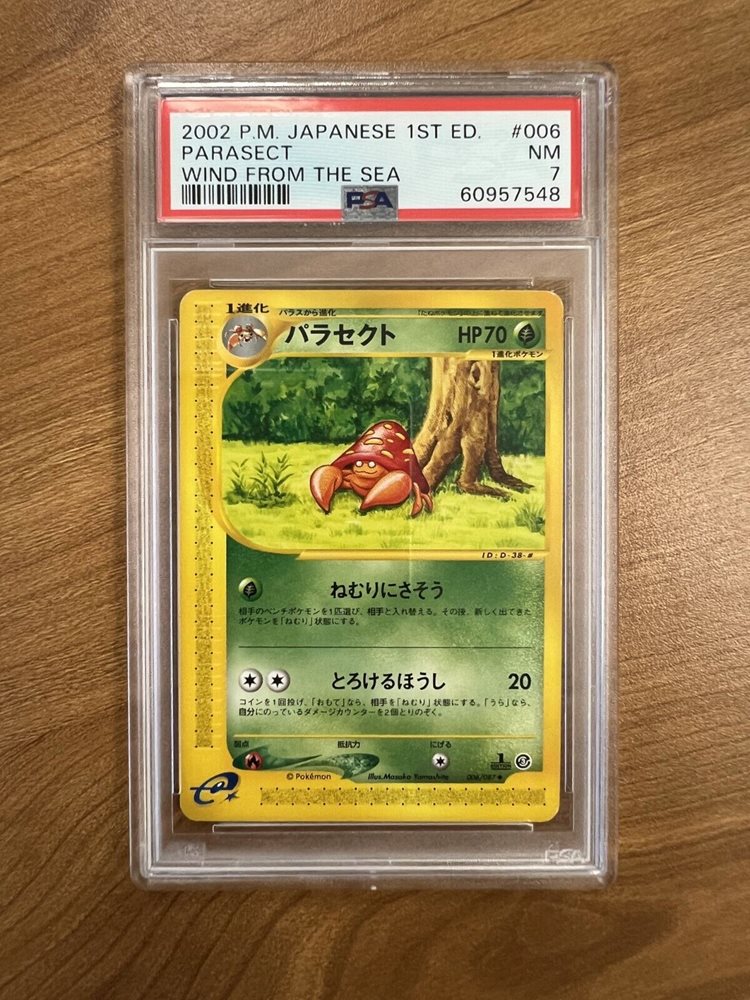 2002 P.M. JAPANESE 1ST ED. #006
PARASECT NM
WIND FROM THE SEA 7
PSA 60957548
1進化 パラスから進化
パラセクト HP70
1進化ポケモン
ID:D-38-#
ねむりにさそう
相手のベンチポケモンを1匹選び、相手と入れ替える。その後、新しく出てきた
ポケモンを「ねむり」状態にする。
とろけるほうし 20
コインを1回投げ、「おもて」なら、相手を「ねむり」状態にする。「うら」なら、
自分にのっているダメージカウンターを2個とりのぞく。
弱点 抵抗力 にげる
1 EDITION
e © Pokémon Illus.Masako Yamashita 006/087
PSA